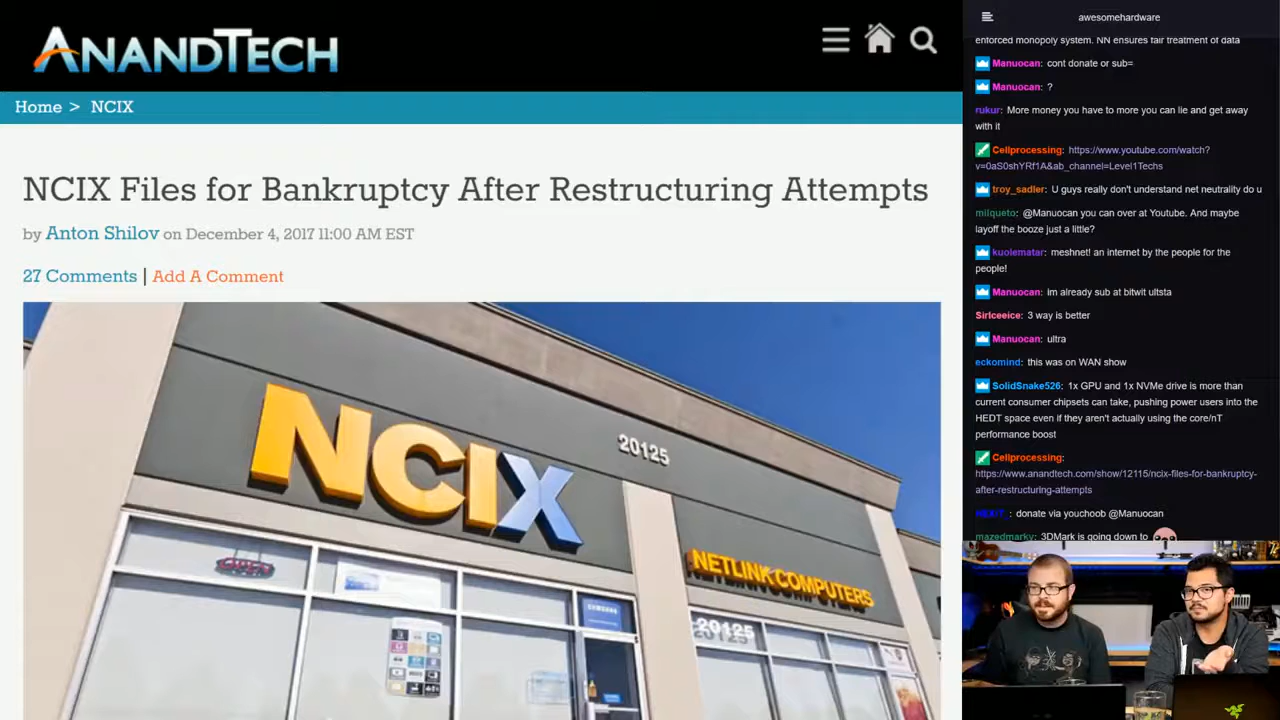 ANANDTECH
Home > NCIX
NCIX Files for Bankruptcy After Restructuring Attempts
by Anton Shilov on December 4, 2017 11:00 AM EST
27 Comments | Add A Comment
NCIX
20125
NETLINK COMPUTERS
OPEN
SAMSUNG
20125
awesomehardware
enforced monopoly system. NN ensures fair treatment of data
Manuocan: cont donate or sub=
Manuocan: ?
rukur: More money you have to more you can lie and get away
with it
Cellprocessing: https://www.youtube.com/watch?
v=0aS0shYRf1A&ab_channel=Level1Techs
troy_sadler: U guys really don't understand net neutrality do u
milqueto: @Manuocan you can over at Youtube. And maybe
layoff the booze just a little?
kuolematar: meshnet! an internet by the people for the
people!
Manuocan: im already sub at bitwit ultsta
SirIceeice: 3 way is better
Manuocan: ultra
eckomind: this was on WAN show
SolidSnake526: 1x GPU and 1x NVMe drive is more than
current consumer chipsets can take, pushing power users into the
HEDT space even if they aren't actually using the core/nT
performance boost
Cellprocessing:
https://www.anandtech.com/show/12115/ncix-files-for-bankruptcy-
after-restructuring-attempts
: donate via youchoob @Manuocan
mazedmarky: 3DMark is going down to